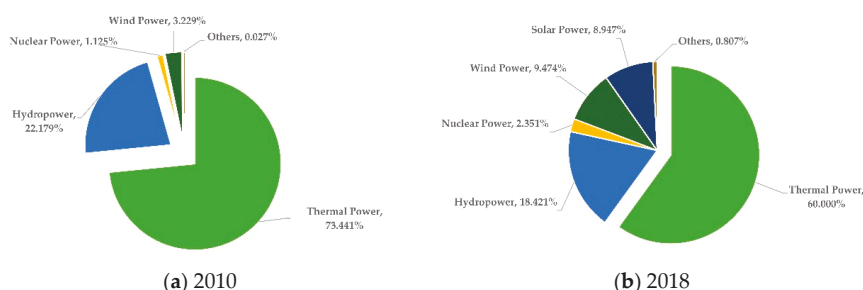 Wind Power, 3.229%
Nuclear Power, 1.125%
Others, 0.027%
Hydropower,
22.179%
Thermal Power,
73.441%
(a) 2010
Solar Power, 8.947%
Others, 0.807%
Wind Power, 9.474%
Nuclear Power, 2.351%
Hydropower, 18.421%
Thermal Power,
60.000%
(b) 2018